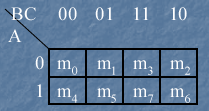 BC 00 01 11 10
A
0 m₀ m₁ m₃ m₂
1 m₄ m₅ m₇ m₆